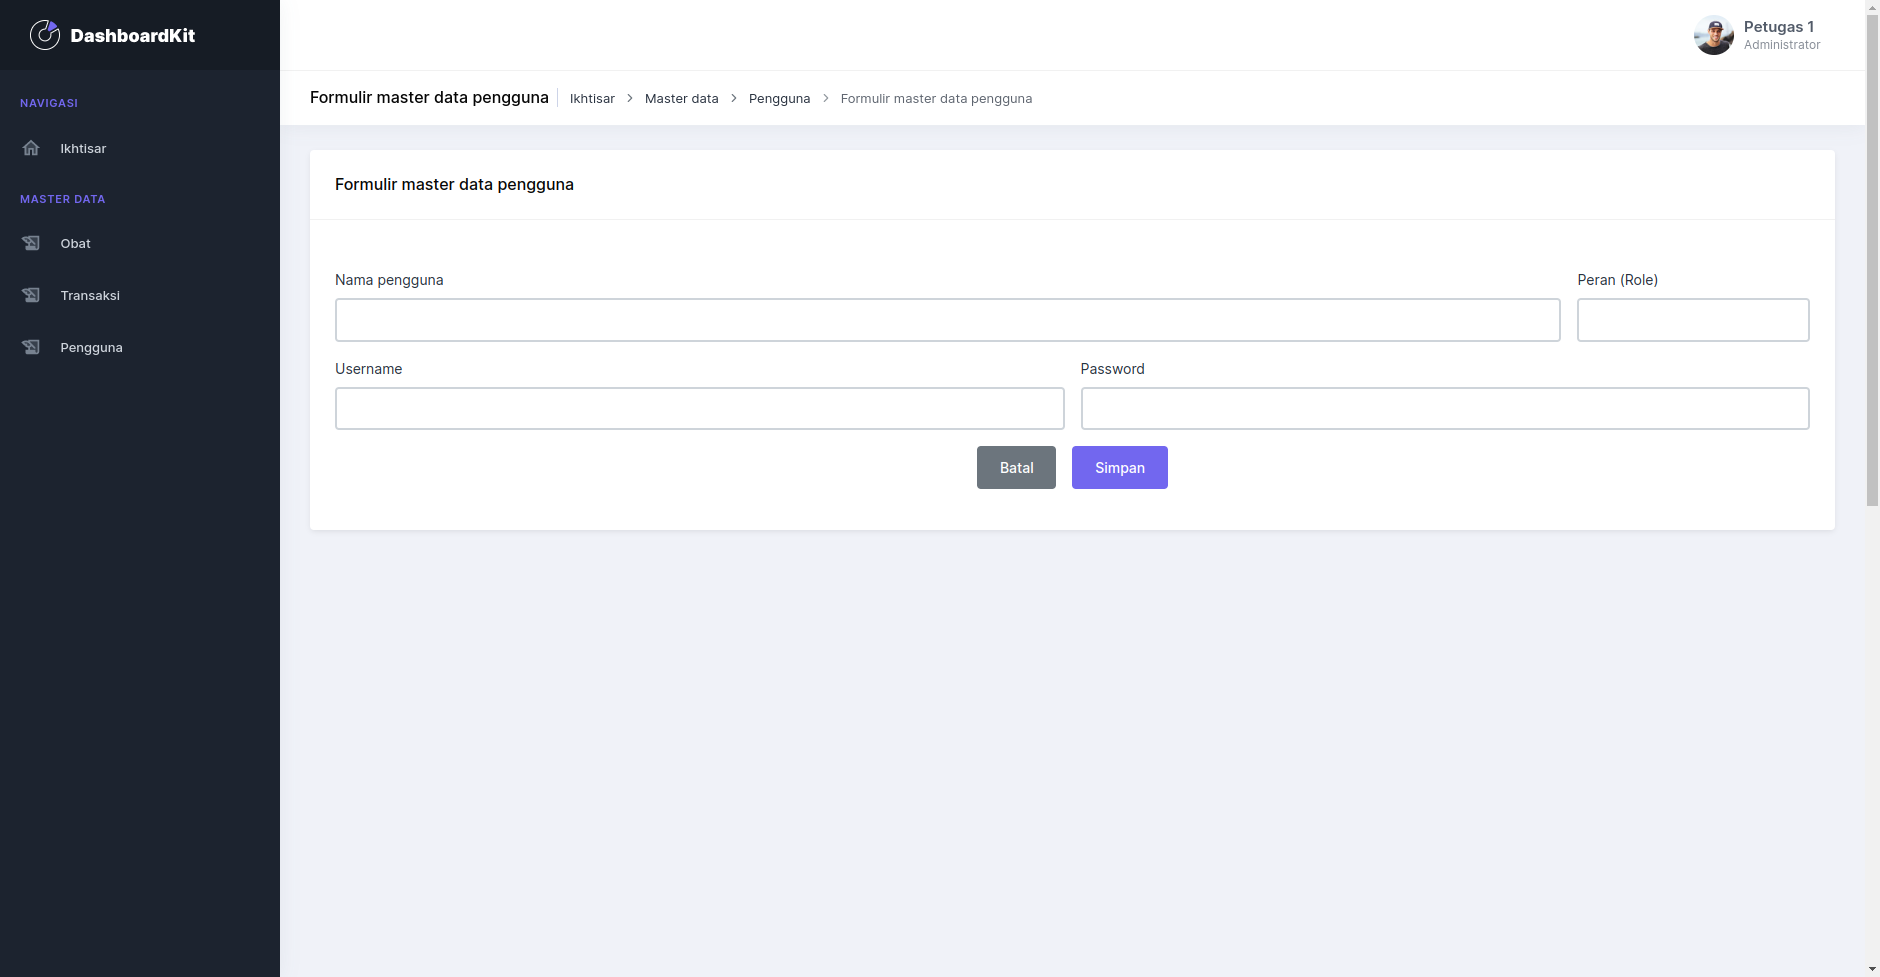 DashboardKit
Petugas 1
Administrator
NAVIGASI
Ikhtisar
MASTER DATA
Obat
Transaksi
Pengguna
Formulir master data pengguna
Ikhtisar > Master data > Pengguna > Formulir master data pengguna
Formulir master data pengguna
Nama pengguna
Peran (Role)
Username
Password
Batal
Simpan